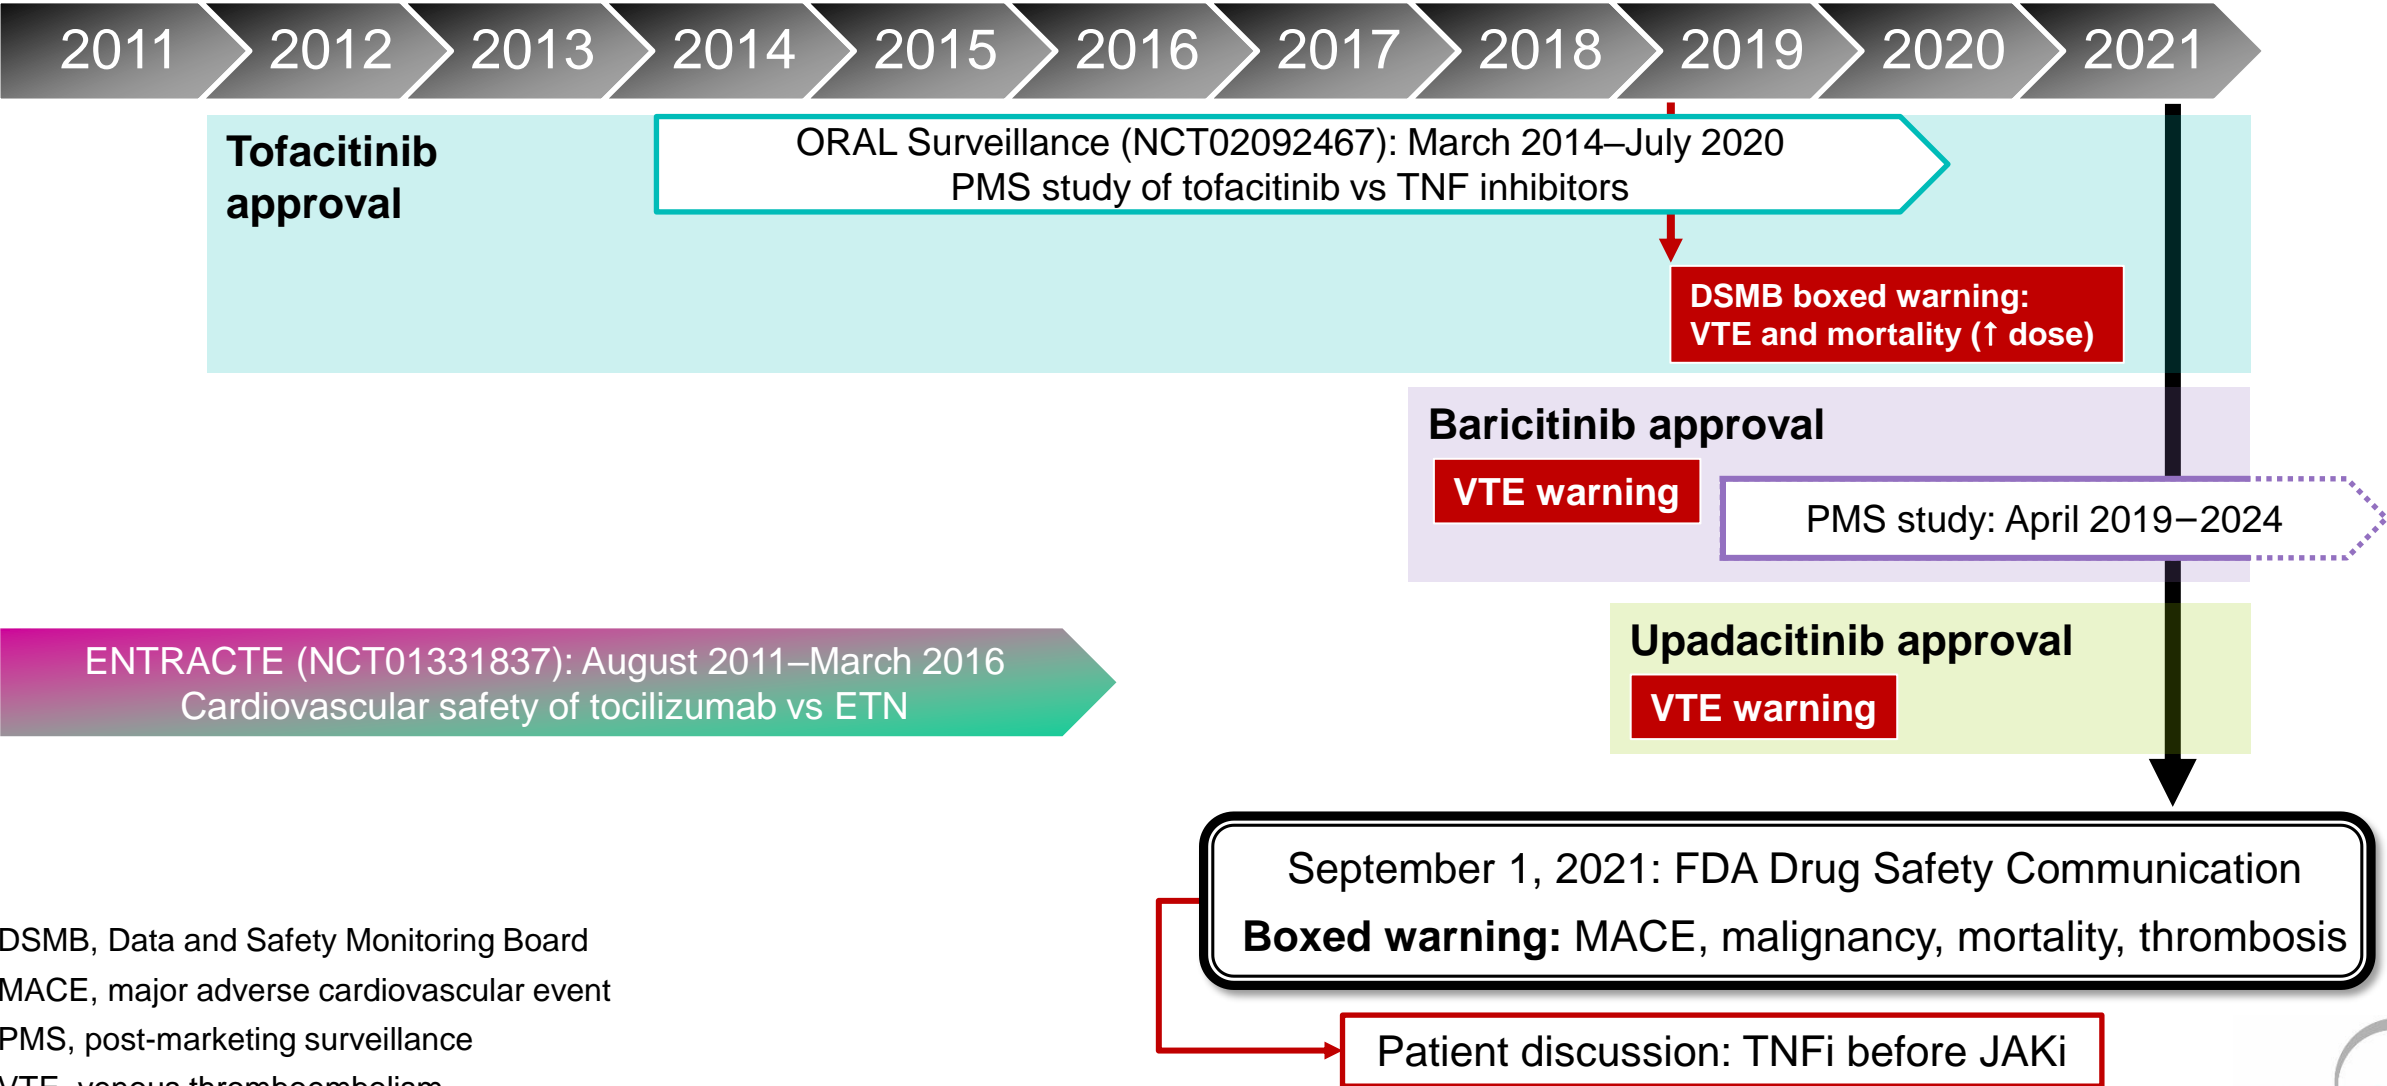 2011 2012 2013 2014 2015 2016 2017 2018 2019 2020 2021
Tofacitinib
approval
ORAL Surveillance (NCT02092467): March 2014–July 2020
PMS study of tofacitinib vs TNF inhibitors
DSMB boxed warning:
VTE and mortality (↑ dose)
Baricitinib approval
VTE warning
PMS study: April 2019–2024
ENTRACTE (NCT01331837): August 2011–March 2016
Cardiovascular safety of tocilizumab vs ETN
Upadacitinib approval
VTE warning
September 1, 2021: FDA Drug Safety Communication
Boxed warning: MACE, malignancy, mortality, thrombosis
Patient discussion: TNFi before JAKi
DSMB, Data and Safety Monitoring Board
MACE, major adverse cardiovascular event
PMS, post-marketing surveillance
VTE, venous thromboembolism